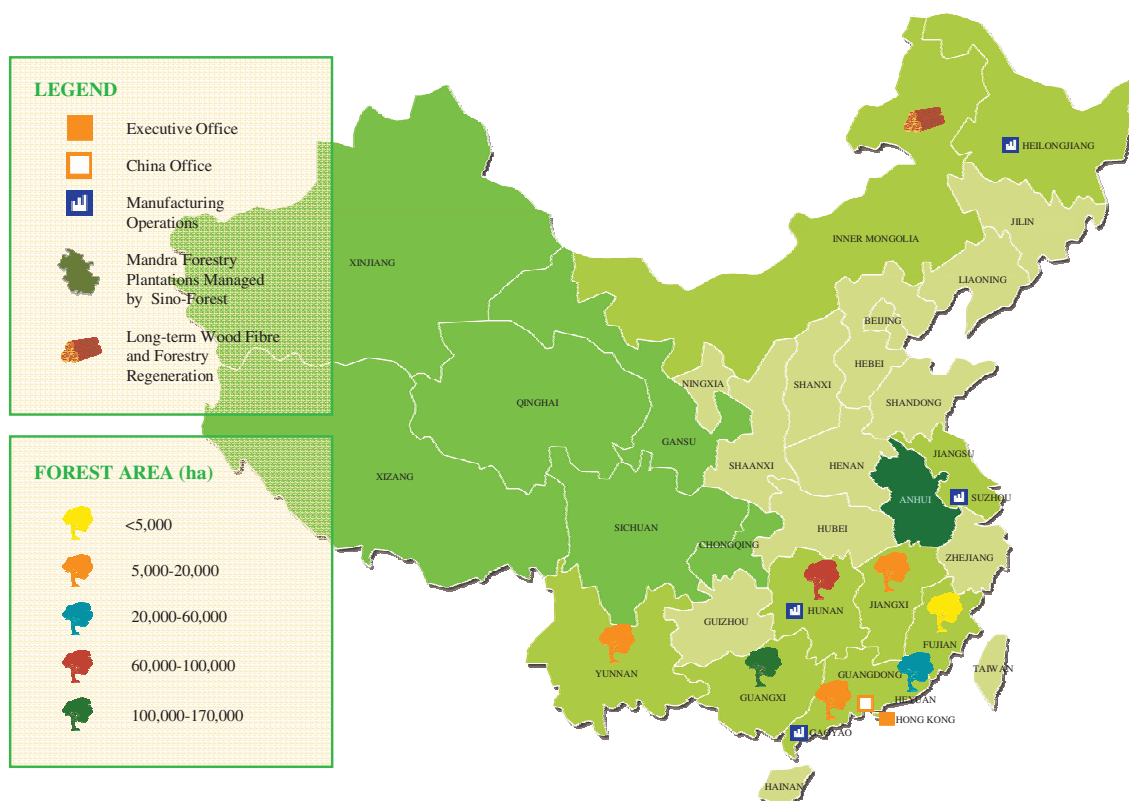 LEGEND
Executive Office
China Office
Manufacturing
Operations
Mandra Forestry
Plantations Managed
by Sino-Forest
Long-term Wood Fibre
and Forestry
Regeneration
FOREST AREA (ha)
<5,000
5,000-20,000
20,000-60,000
60,000-100,000
100,000-170,000
HEILONGJIANG
JILIN
INNER MONGOLIA
XINJIANG
LIAONING
BEIJING
HEBEI
NINGXIA
SHANXI
QINGHAI
SHANDONG
GANSU
JIANGSU
SHAANXI
HENAN
XIZANG
ANHUI
SUZHOU
SICHUAN
HUBEI
CHONGQING
ZHEJIANG
HUNAN
JIANGXI
GUIZHOU
FUJIAN
TAIWAN
YUNNAN
GUANGDONG
GUANGXI
HEYUAN
HONG KONG
GAOYAO
HAINAN